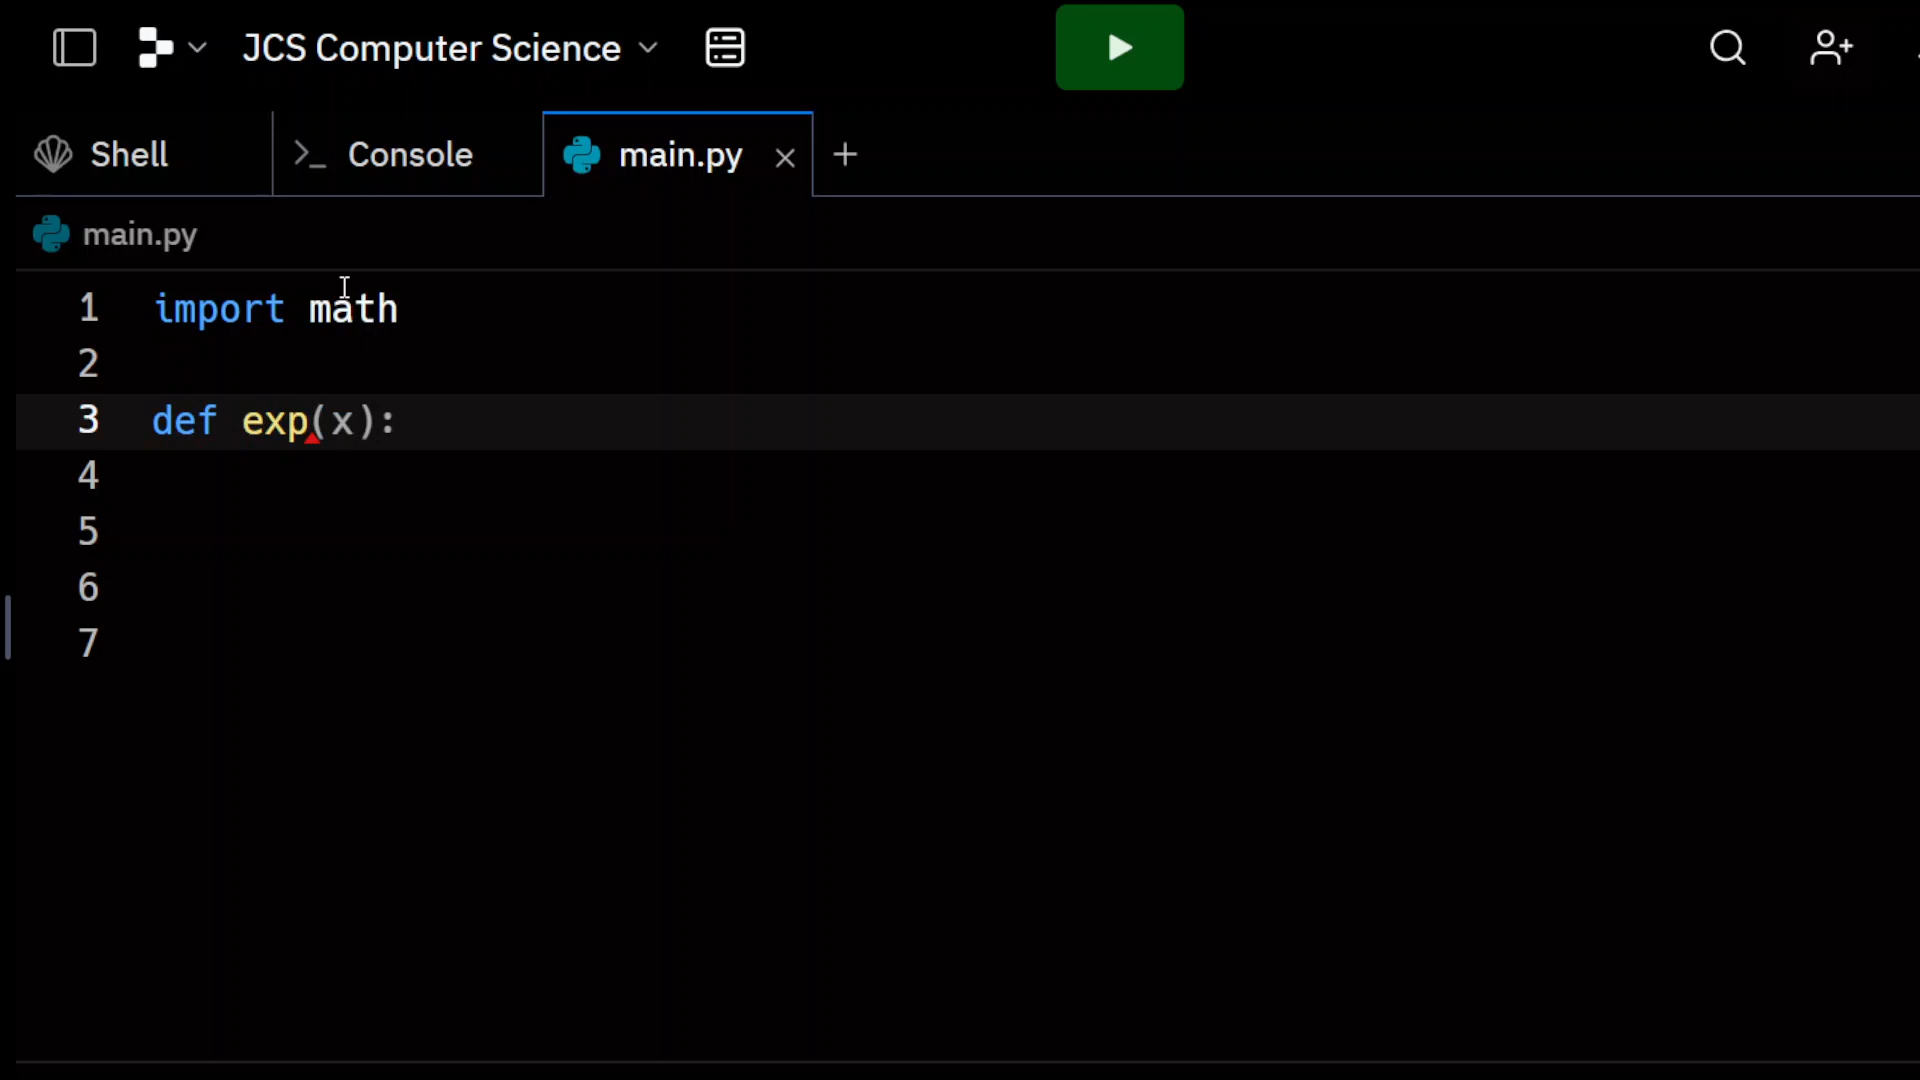 JCS Computer Science
Shell
Console
main.py
main.py
1 import math
2
3 def exp(x):
4
5
6
7